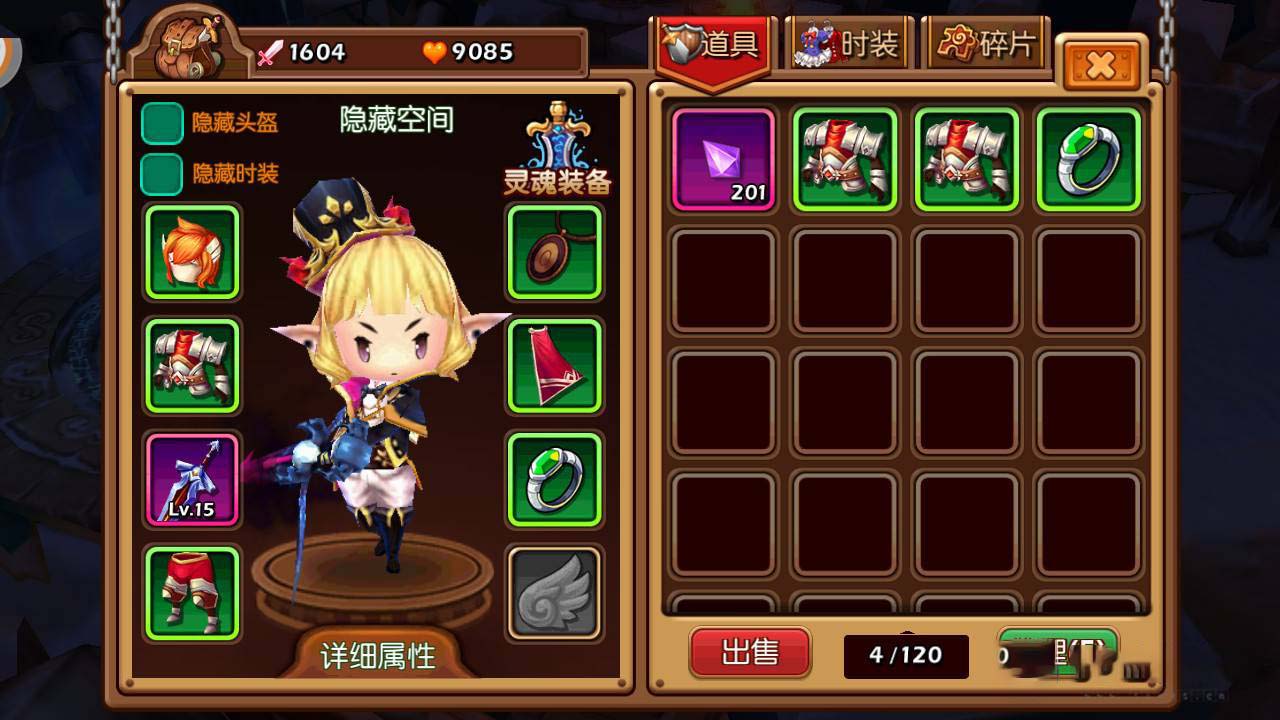 1604
9085
道具
时装
碎片
隐藏头盔
隐藏空间
隐藏时装
灵魂装备
201
Lv.15
详细属性
出售
4/120